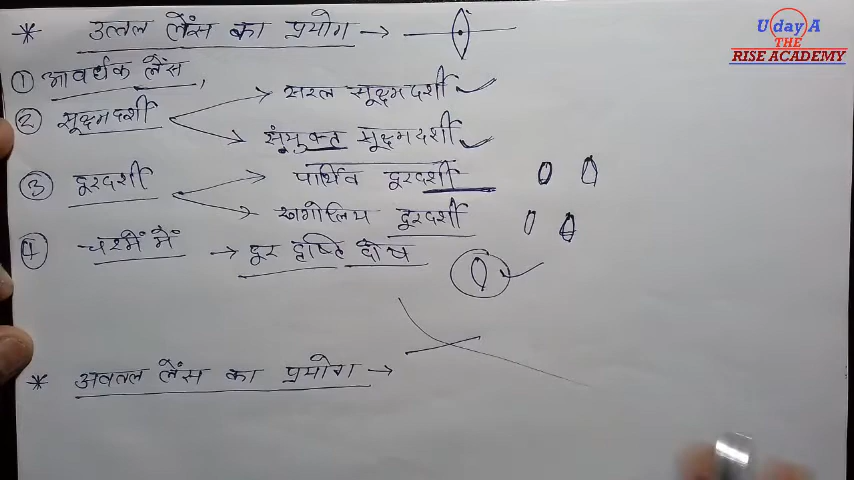 * उत्तल लेंस का प्रयोग →
① आवर्धक लेंस,
② सूक्ष्मदर्शी
सरल सूक्ष्मदर्शी
संयुक्त सूक्ष्मदर्शी
③ दूरदर्शी
पार्थिव दूरदर्शी
खगोलिय दूरदर्शी
④ चश्में में → दूर दृष्टि दोष
* अवतल लेंस का प्रयोग →
UdayA
THE
RISE ACADEMY